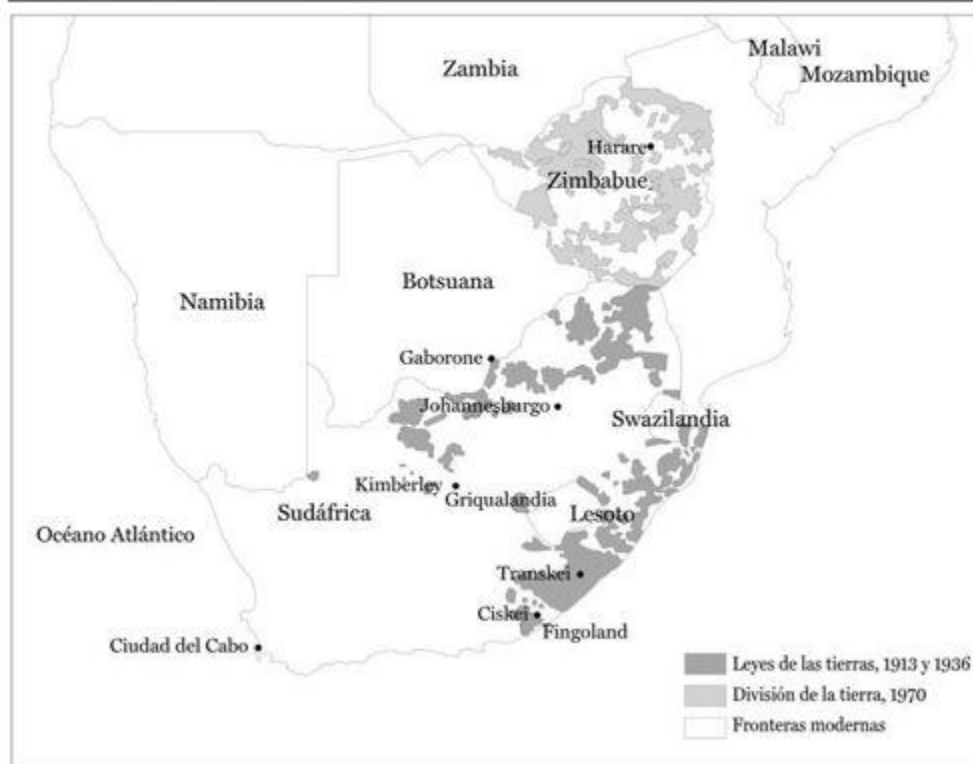 Malawi
Zambia
Mozambique
Harare
Zimbabue
Botsuana
Namibia
Gaborone
Johannesburgo
Swazilandia
Kimberley
Griqualandia
Sudáfrica
Lesoto
Océano Atlántico
Transkei
Ciskei
Fingoland
Ciudad del Cabo
Leyes de las tierras, 1913 y 1936
División de la tierra, 1970
Fronteras modernas